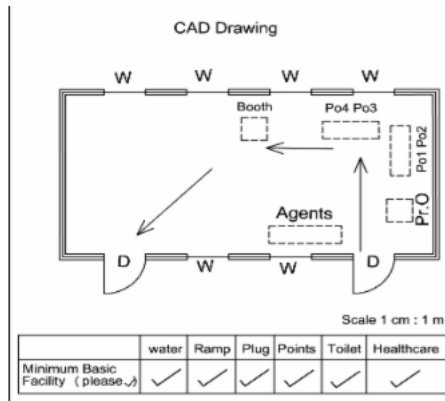 CAD Drawing
W W W W
Booth Po4 Po3
Po1 Po2
Pr.O
Agents
D W W D
Scale 1 cm : 1 m
water Ramp Plug Points Toilet Healthcare
Minimum Basic
Facility (please ✓) ✓ ✓ ✓ ✓ ✓ ✓